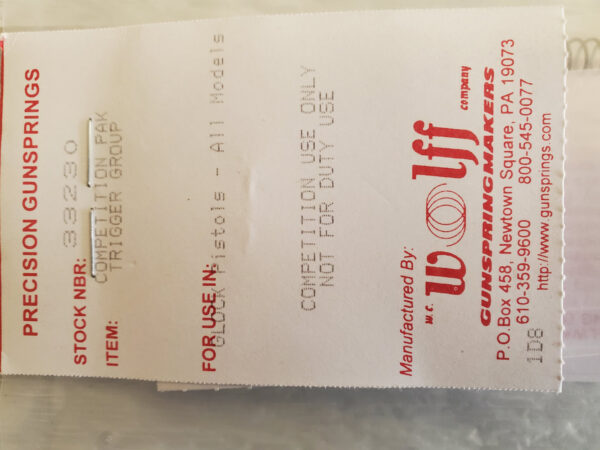 PRECISION GUNSPRINGS
STOCK NBR: 33230
ITEM: COMPETITION PAK
TRIGGER GROUP
FOR USE IN:
GLOCK Pistols - All Models
COMPETITION USE ONLY
NOT FOR DUTY USE
Manufactured By:
W.C. wolff company
GUNSPRINGMAKERS
P.O.Box 458, Newtown Square, PA 19073
610-359-9600 800-545-0077
http://www.gunsprings.com
1D8